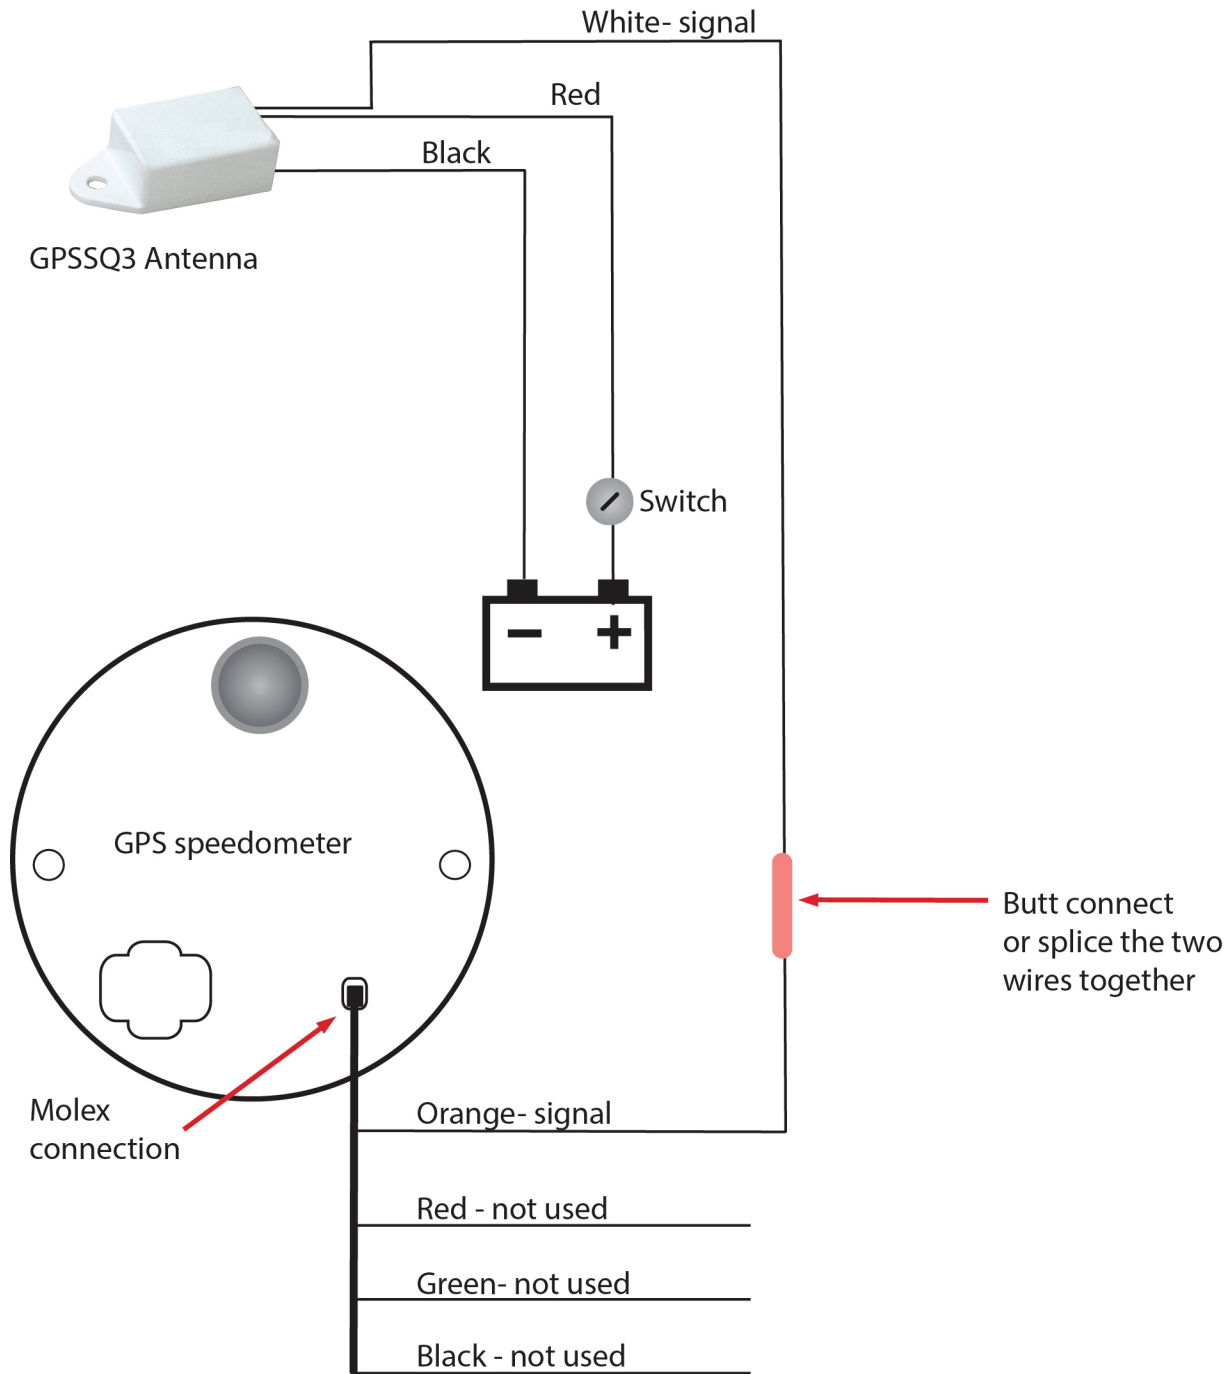 White- signal
Red
Black
GPSSQ3 Antenna
Switch
GPS speedometer
Butt connect
or splice the two
wires together
Molex
connection
Orange- signal
Red - not used
Green- not used
Black - not used